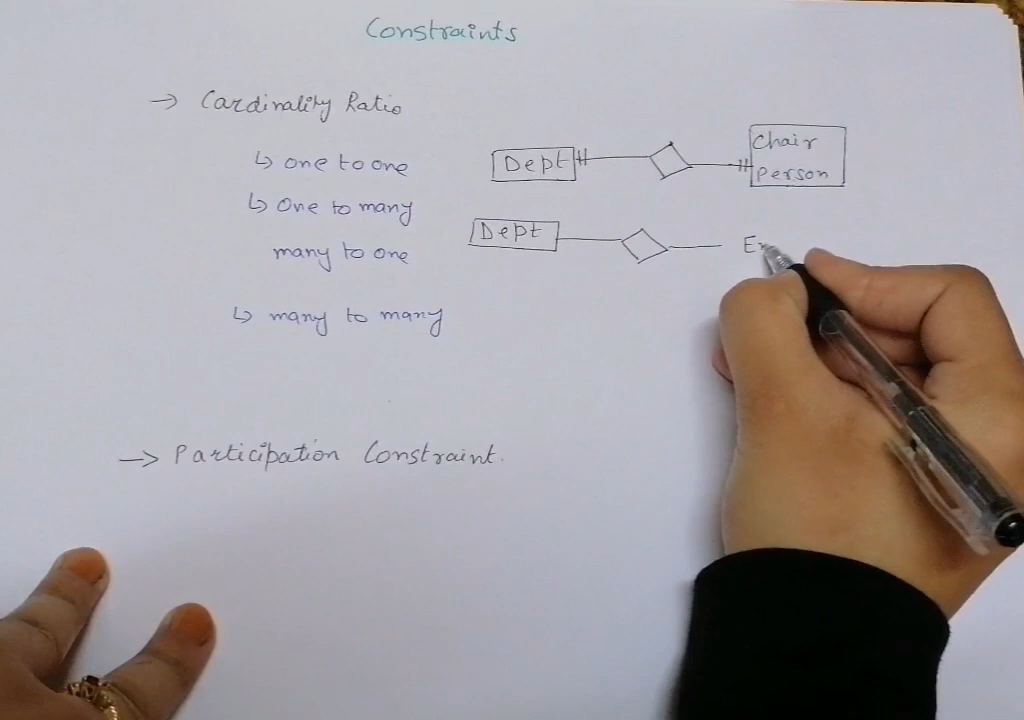 Constraints
→ Cardinality Ratio
↳ one to one
Dept
Chair
person
↳ one to many
many to one
Dept
↳ many to many
→ Participation Constraint.